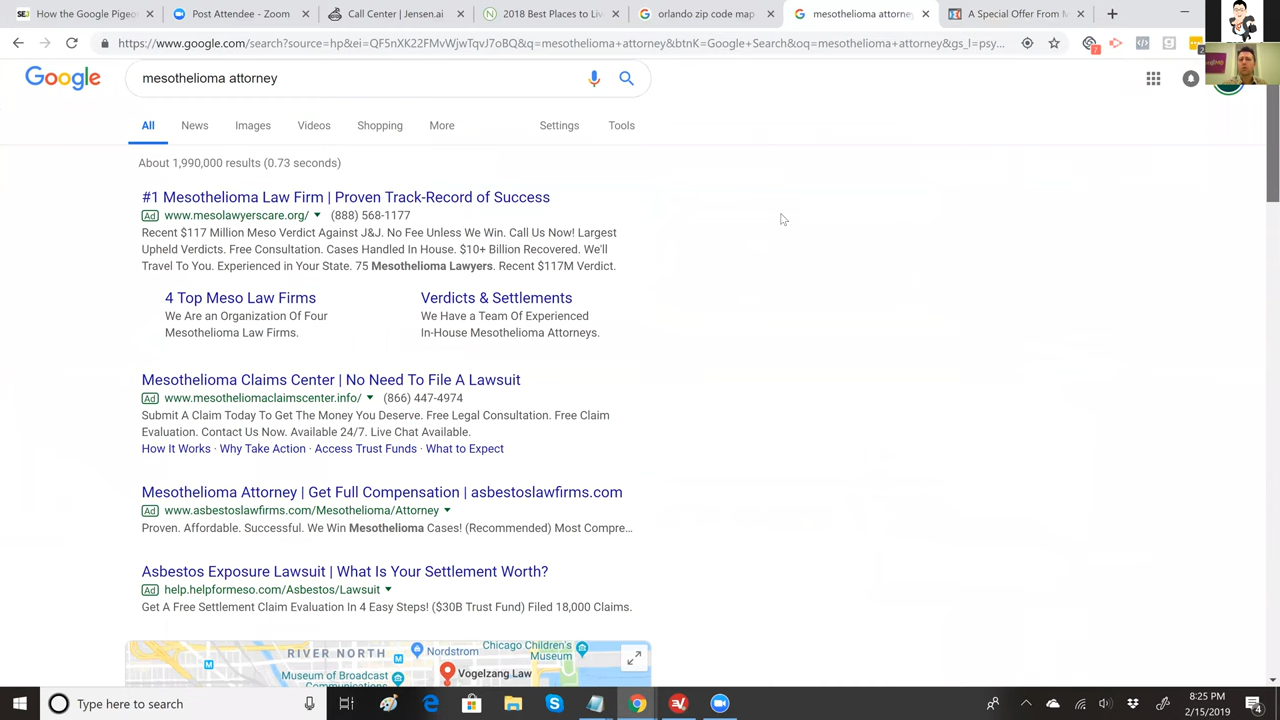 How the Google Pigeo
Post Attendee - Zoom
Call Center | Jensen.ai
2018 Best Places to Liv
orlando zip code map
mesothelioma attorney
A Special Offer From M
https://www.google.com/search?source=hp&ei=QF5nXK22FMvWjwTqvJ7ABQ&q=mesothelioma+attorney&btnK=Google+Search&oq=mesothelioma+attorney&gs_l=psy...
7
Google
mesothelioma attorney
All
News
Images
Videos
Shopping
More
Settings
Tools
About 1,990,000 results (0.73 seconds)
#1 Mesothelioma Law Firm | Proven Track-Record of Success
Ad www.mesolawyerscare.org/ (888) 568-1177
Recent $117 Million Meso Verdict Against J&J. No Fee Unless We Win. Call Us Now! Largest
Upheld Verdicts. Free Consultation. Cases Handled In House. $10+ Billion Recovered. We'll
Travel To You. Experienced in Your State. 75 Mesothelioma Lawyers. Recent $117M Verdict.
4 Top Meso Law Firms
We Are an Organization Of Four
Mesothelioma Law Firms.
Verdicts & Settlements
We Have a Team Of Experienced
In-House Mesothelioma Attorneys.
Mesothelioma Claims Center | No Need To File A Lawsuit
Ad www.mesotheliomaclaimscenter.info/ (866) 447-4974
Submit A Claim Today To Get The Money You Deserve. Free Legal Consultation. Free Claim
Evaluation. Contact Us Now. Available 24/7. Live Chat Available.
How It Works · Why Take Action · Access Trust Funds · What to Expect
Mesothelioma Attorney | Get Full Compensation | asbestoslawfirms.com
Ad www.asbestoslawfirms.com/Mesothelioma/Attorney
Proven. Affordable. Successful. We Win Mesothelioma Cases! (Recommended) Most Compre...
Asbestos Exposure Lawsuit | What Is Your Settlement Worth?
Ad help.helpformeso.com/Asbestos/Lawsuit
Get A Free Settlement Claim Evaluation In 4 Easy Steps! ($30B Trust Fund) Filed 18,000 Claims.
RIVER NORTH
Nordstrom
Chicago Children's
Museum
Museum of Broadcast
Communications
Vogelzang Law
Type here to search
8:25 PM
2/15/2019
4